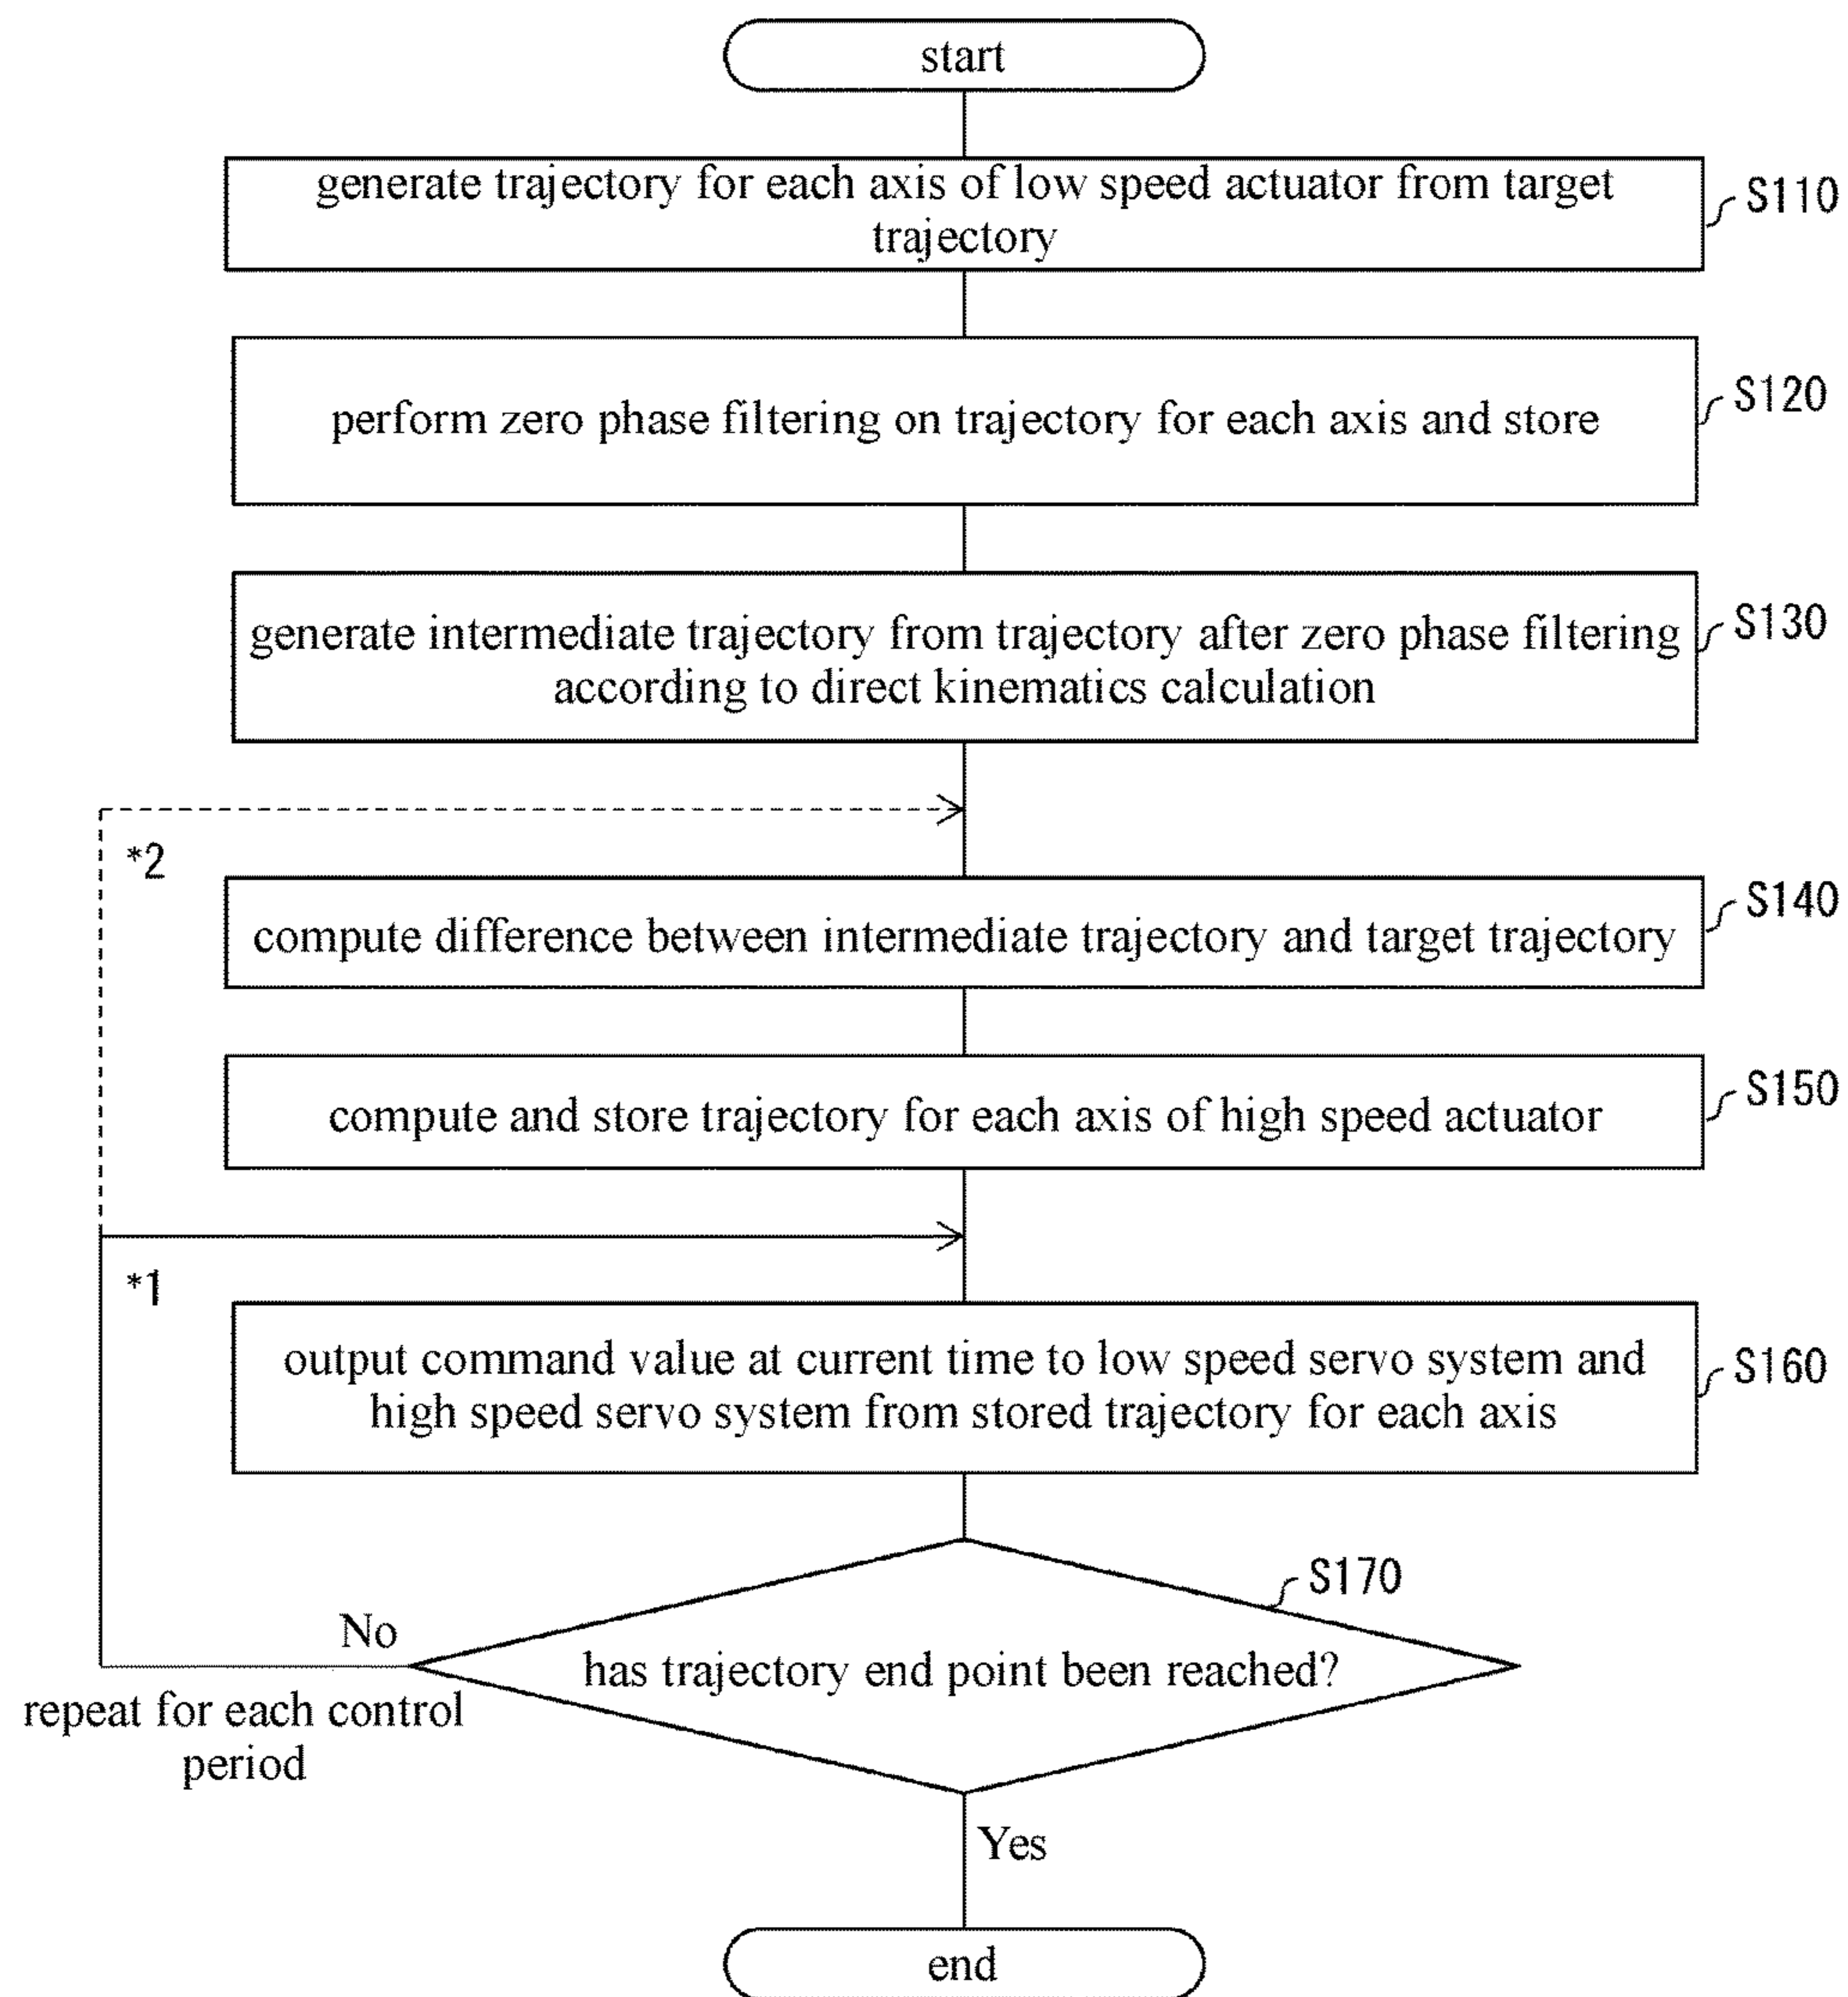 start
generate trajectory for each axis of low speed actuator from target
trajectory
S110
perform zero phase filtering on trajectory for each axis and store
S120
generate intermediate trajectory from trajectory after zero phase filtering
according to direct kinematics calculation
S130
*2
compute difference between intermediate trajectory and target trajectory
S140
compute and store trajectory for each axis of high speed actuator
S150
*1
output command value at current time to low speed servo system and
high speed servo system from stored trajectory for each axis
S160
S170
No
has trajectory end point been reached?
repeat for each control
period
Yes
end